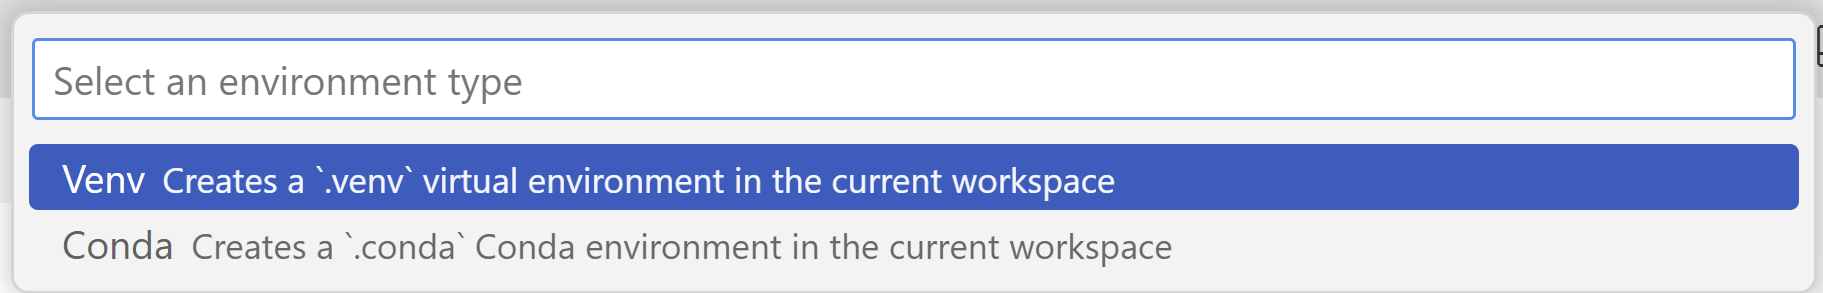 Select an environment type
Venv Creates a `.venv` virtual environment in the current workspace
Conda Creates a `.conda` Conda environment in the current workspace